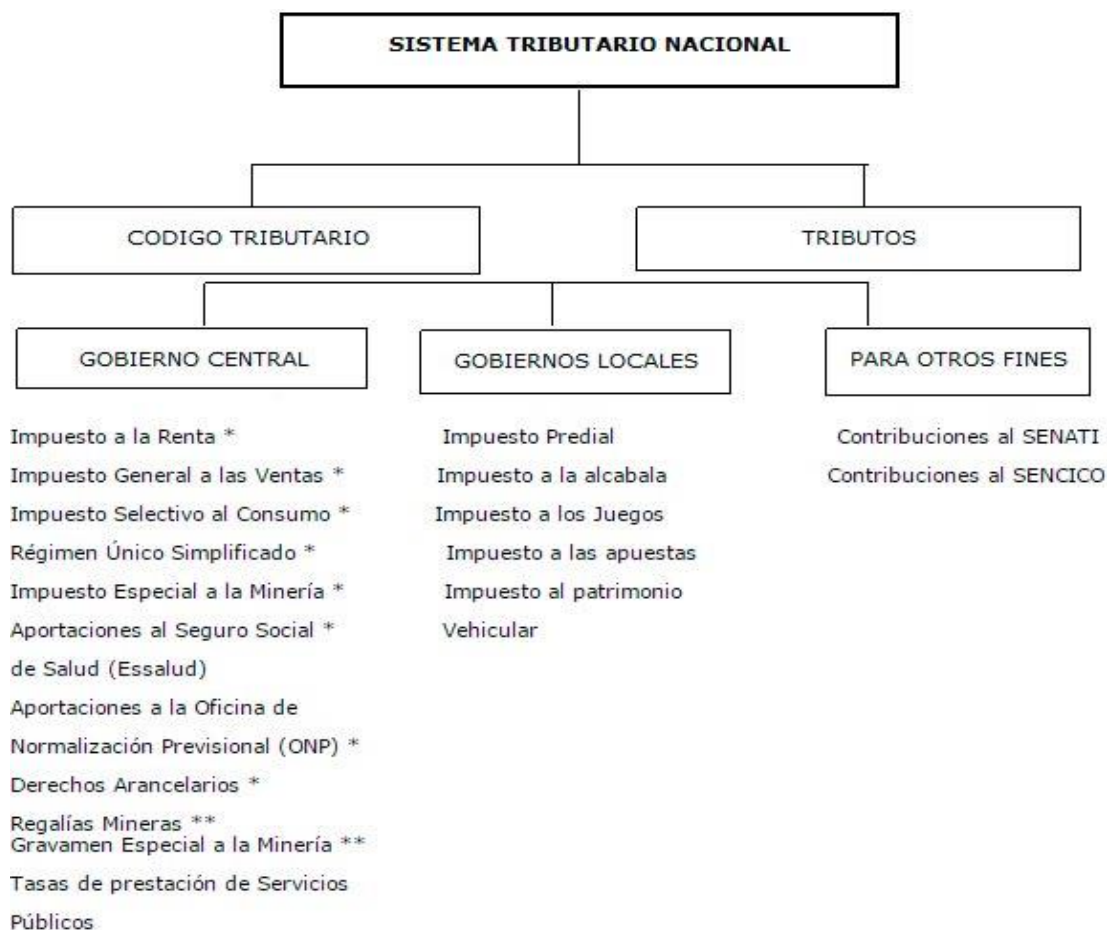 SISTEMA TRIBUTARIO NACIONAL
CODIGO TRIBUTARIO
TRIBUTOS
GOBIERNO CENTRAL
Impuesto a la Renta *
Impuesto General a las Ventas *
Impuesto Selectivo al Consumo *
Régimen Único Simplificado *
Impuesto Especial a la Minería *
Aportaciones al Seguro Social *
de Salud (Essalud)
Aportaciones a la Oficina de
Normalización Previsional (ONP) *
Derechos Arancelarios *
Regalías Mineras **
Gravamen Especial a la Minería **
Tasas de prestación de Servicios
Públicos
GOBIERNOS LOCALES
Impuesto Predial
Impuesto a la alcabala
Impuesto a los Juegos
Impuesto a las apuestas
Impuesto al patrimonio
Vehicular
PARA OTROS FINES
Contribuciones al SENATI
Contribuciones al SENCICO